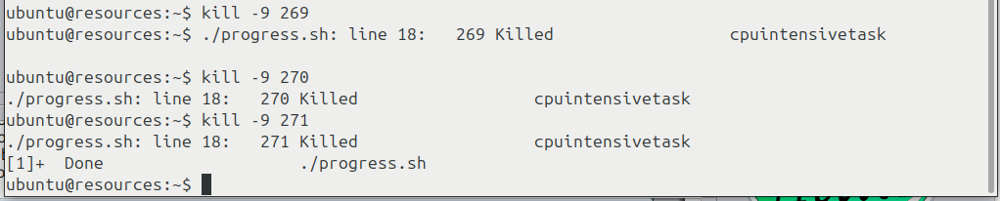 ubuntu@resources:~$ kill -9 269
ubuntu@resources:~$ ./progress.sh: line 18:   269 Killed                  cpuintensivetask
ubuntu@resources:~$ kill -9 270
./progress.sh: line 18:   270 Killed                  cpuintensivetask
ubuntu@resources:~$ kill -9 271
./progress.sh: line 18:   271 Killed                  cpuintensivetask
[1]+  Done                    ./progress.sh
ubuntu@resources:~$